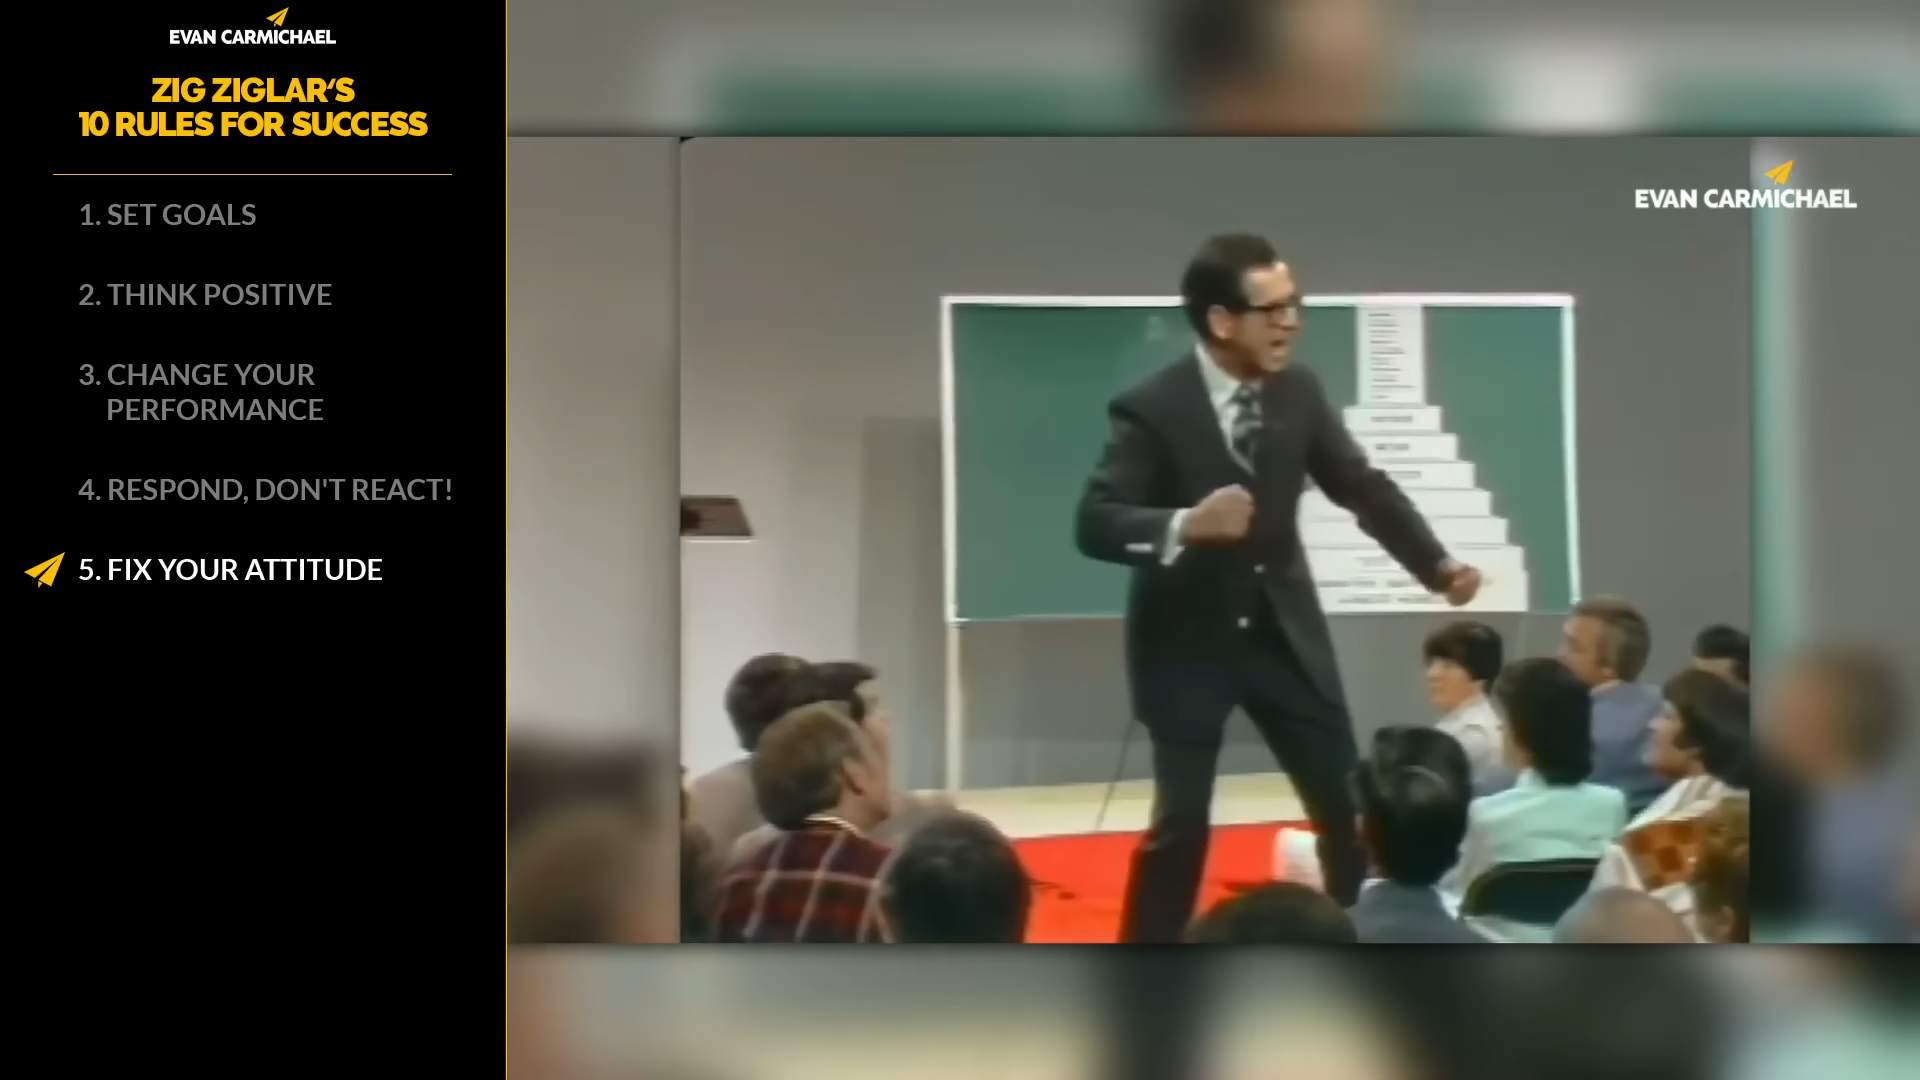 EVAN CARMICHAEL
ZIG ZIGLAR'S
10 RULES FOR SUCCESS
1. SET GOALS
2. THINK POSITIVE
3. CHANGE YOUR
PERFORMANCE
4. RESPOND, DON'T REACT!
5. FIX YOUR ATTITUDE
EVAN CARMICHAEL